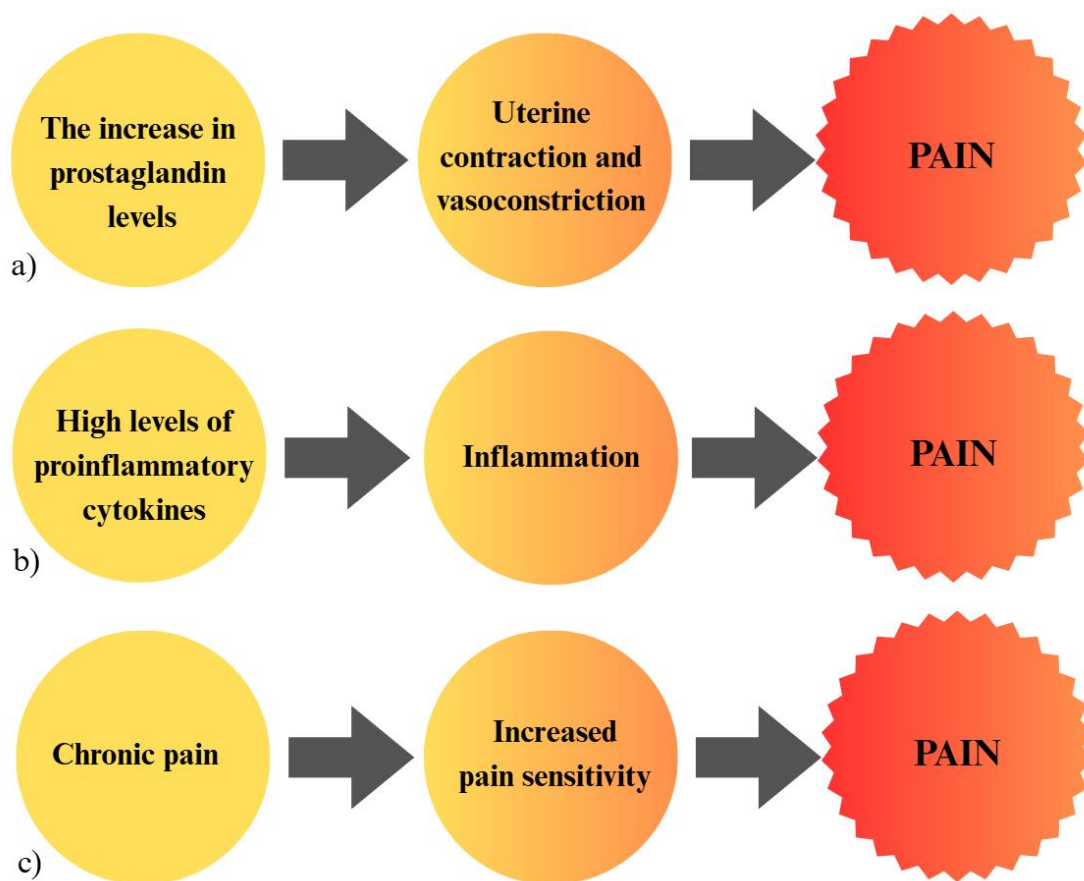 The increase in
prostaglandin
levels
Uterine
contraction and
vasoconstriction
PAIN
a)
High levels of
proinflammatory
cytokines
Inflammation
PAIN
b)
Chronic pain
Increased
pain sensitivity
PAIN
c)